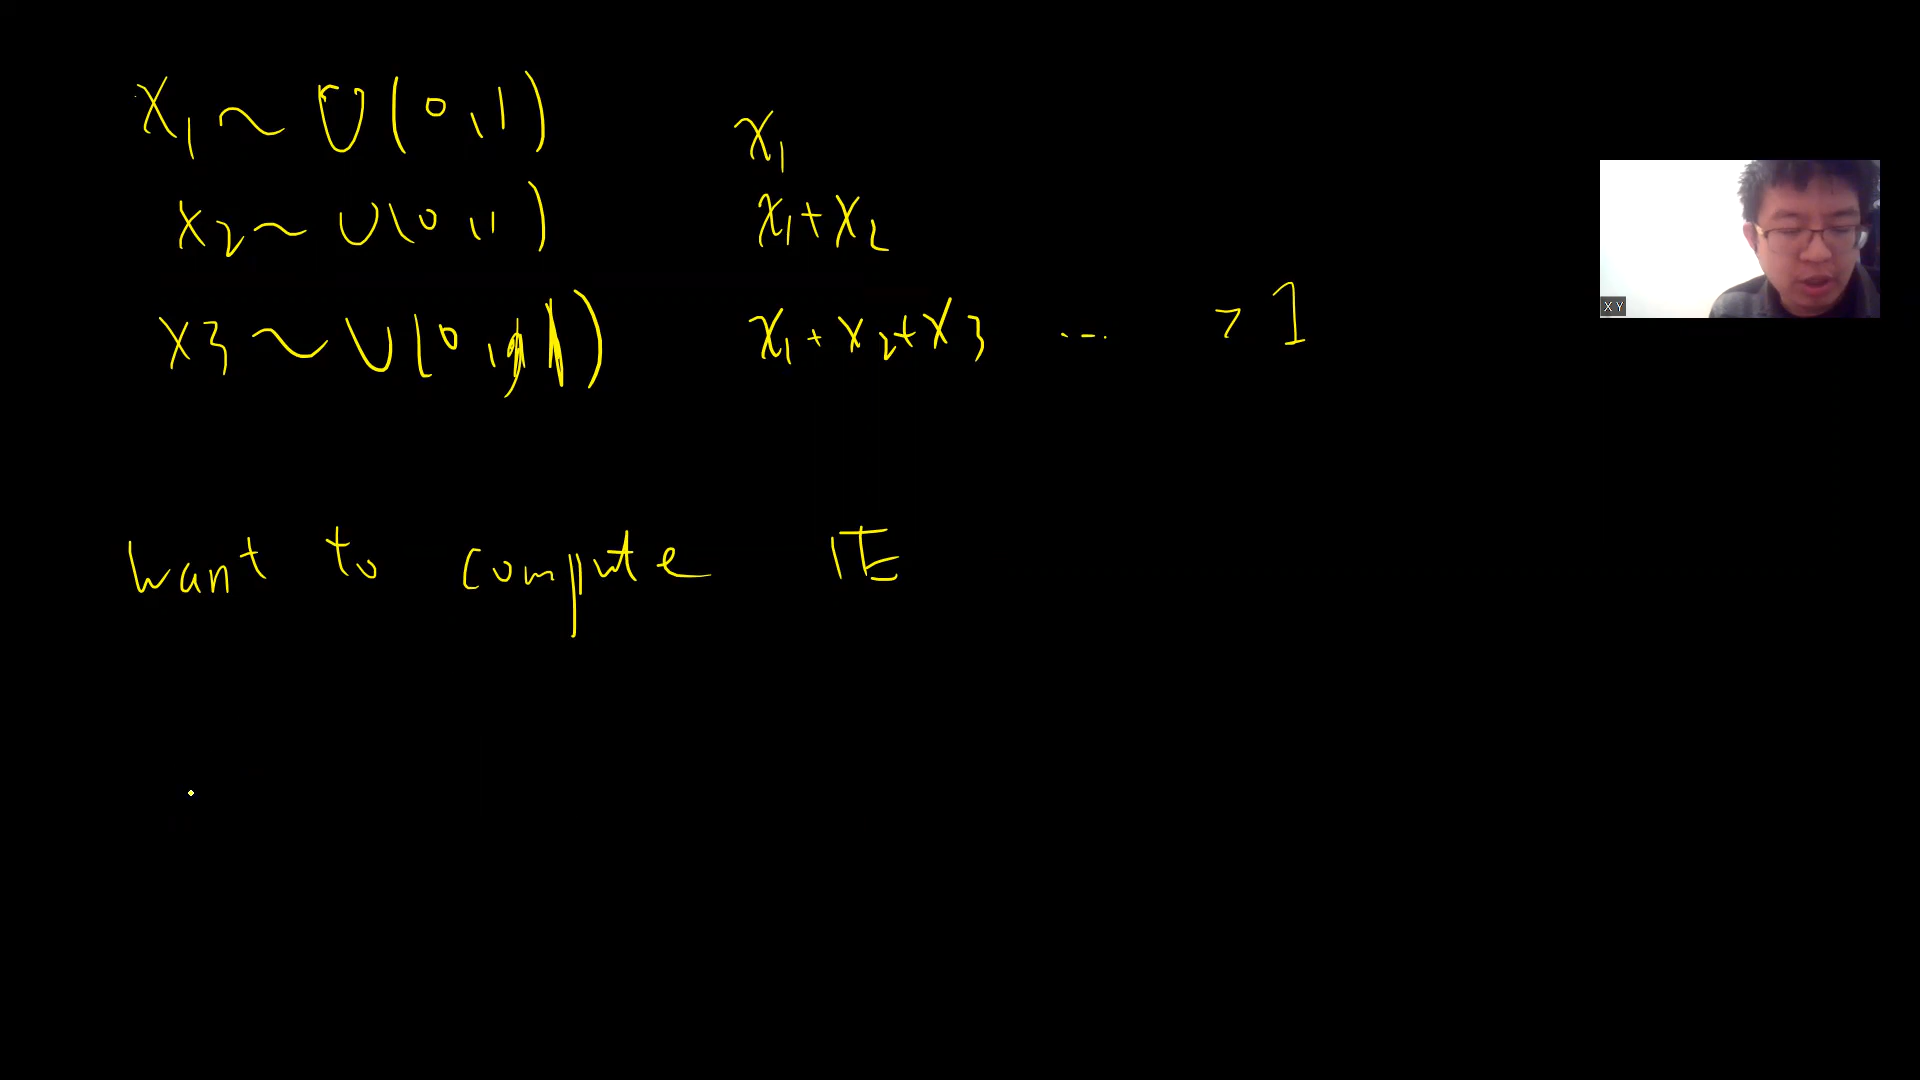 X₁ ~ U(0,1)
x₁
X₂ ~ U(0,1)
x₁+x₂
X₃ ~ U(0,1)
x₁+x₂+x₃ ... > 1
X Y
want to compute 𝔼